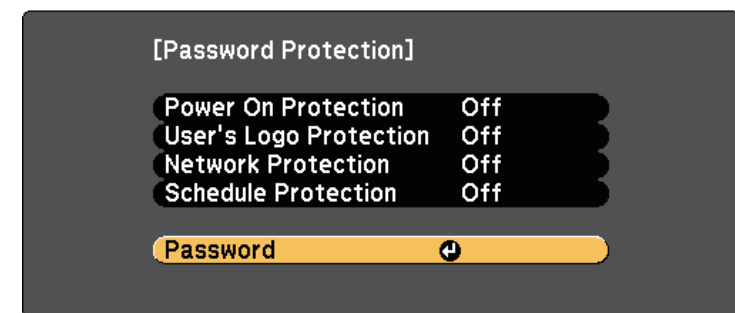 [Password Protection]
Power On Protection Off
User's Logo Protection Off
Network Protection Off
Schedule Protection Off
Password